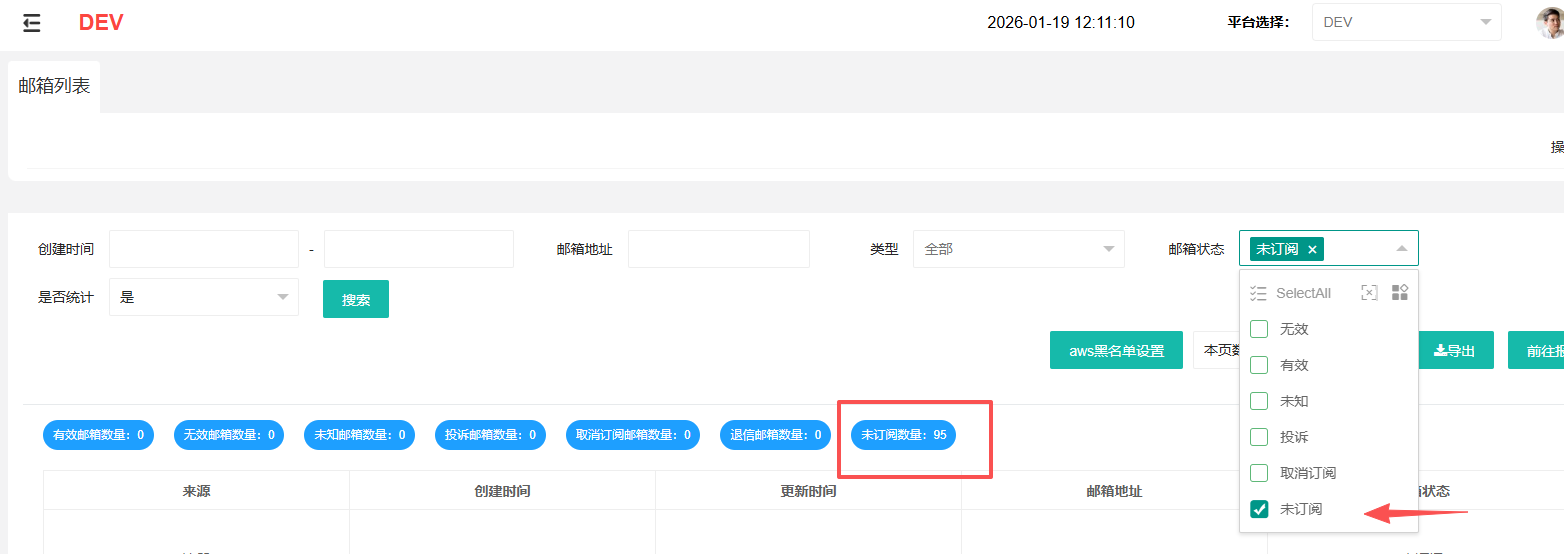 DEV
2026-01-19 12:11:10
平台选择：
DEV
邮箱列表
操
创建时间
-
邮箱地址
类型
全部
邮箱状态
未订阅 ×
是否统计
是
搜索
SelectAll
无效
有效
未知
投诉
取消订阅
未订阅
aws黑名单设置
本页数
导出
前往报
有效邮箱数量：0
无效邮箱数量：0
未知邮箱数量：0
投诉邮箱数量：0
取消订阅邮箱数量：0
退信邮箱数量：0
未订阅数量：95
来源
创建时间
更新时间
邮箱地址
箱状态